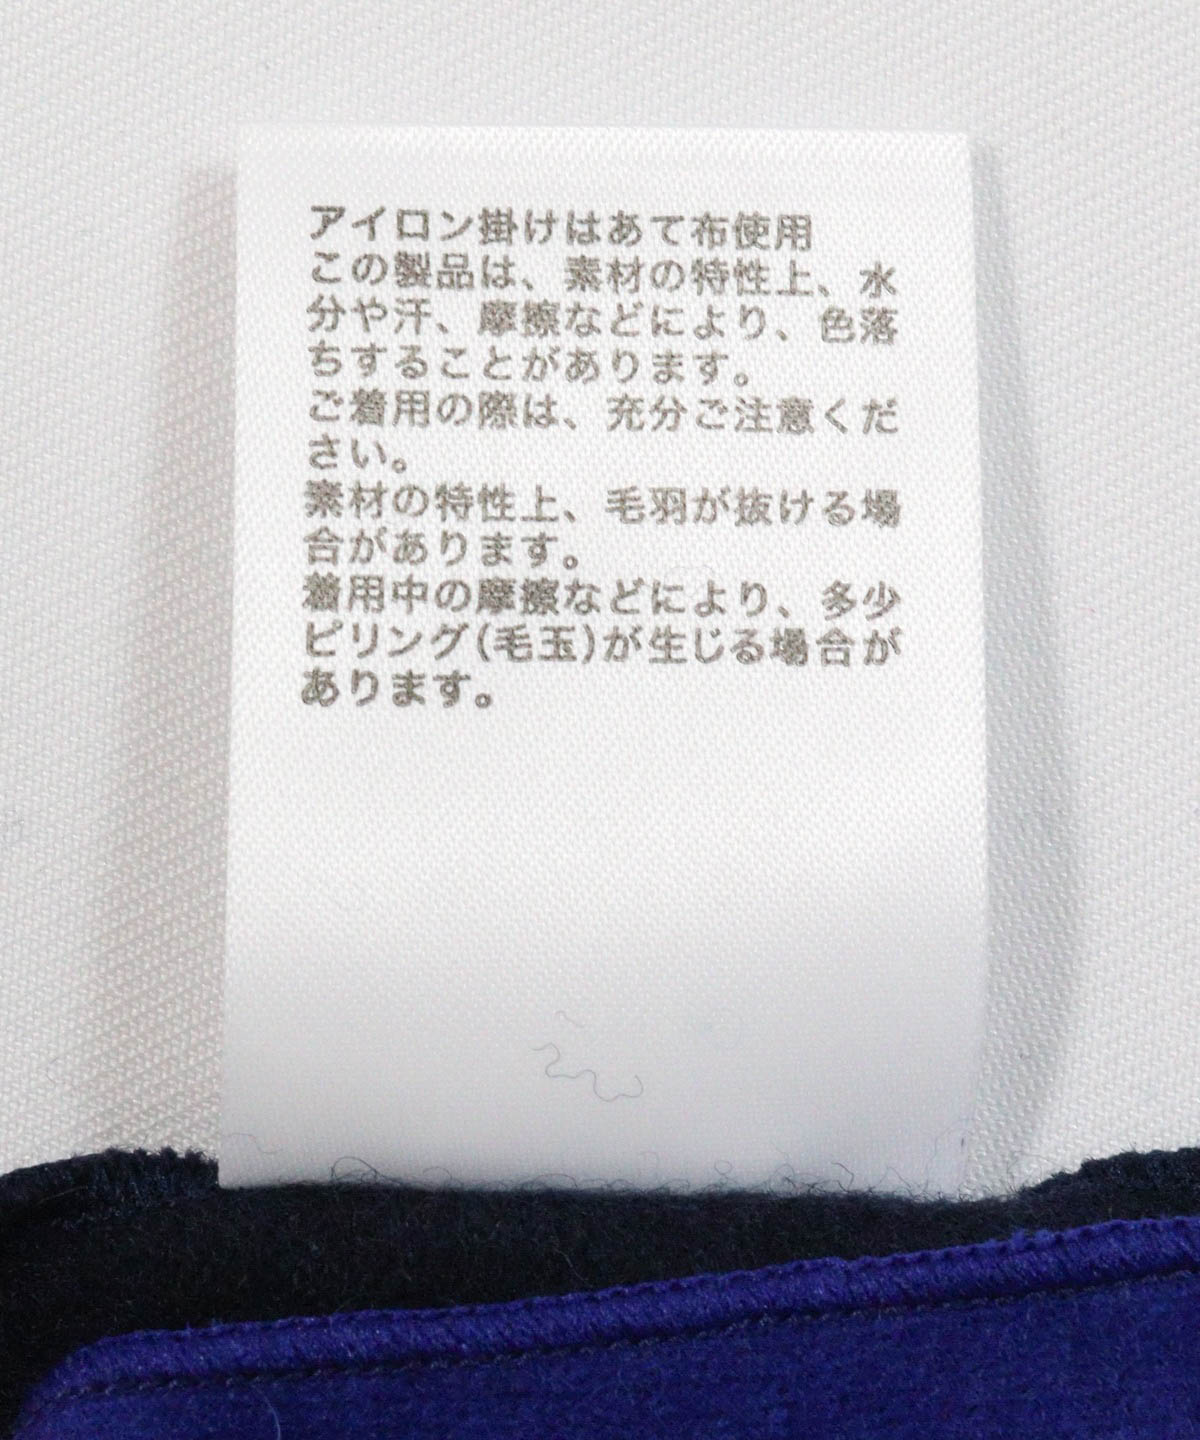 アイロン掛けはあて布使用
この製品は、素材の特性上、水
分や汗、摩擦などにより、色落
ちすることがあります。
ご着用の際は、充分ご注意くだ
さい。
素材の特性上、毛羽が抜ける場
合があります。
着用中の摩擦などにより、多少
ピリング(毛玉)が生じる場合が
あります。